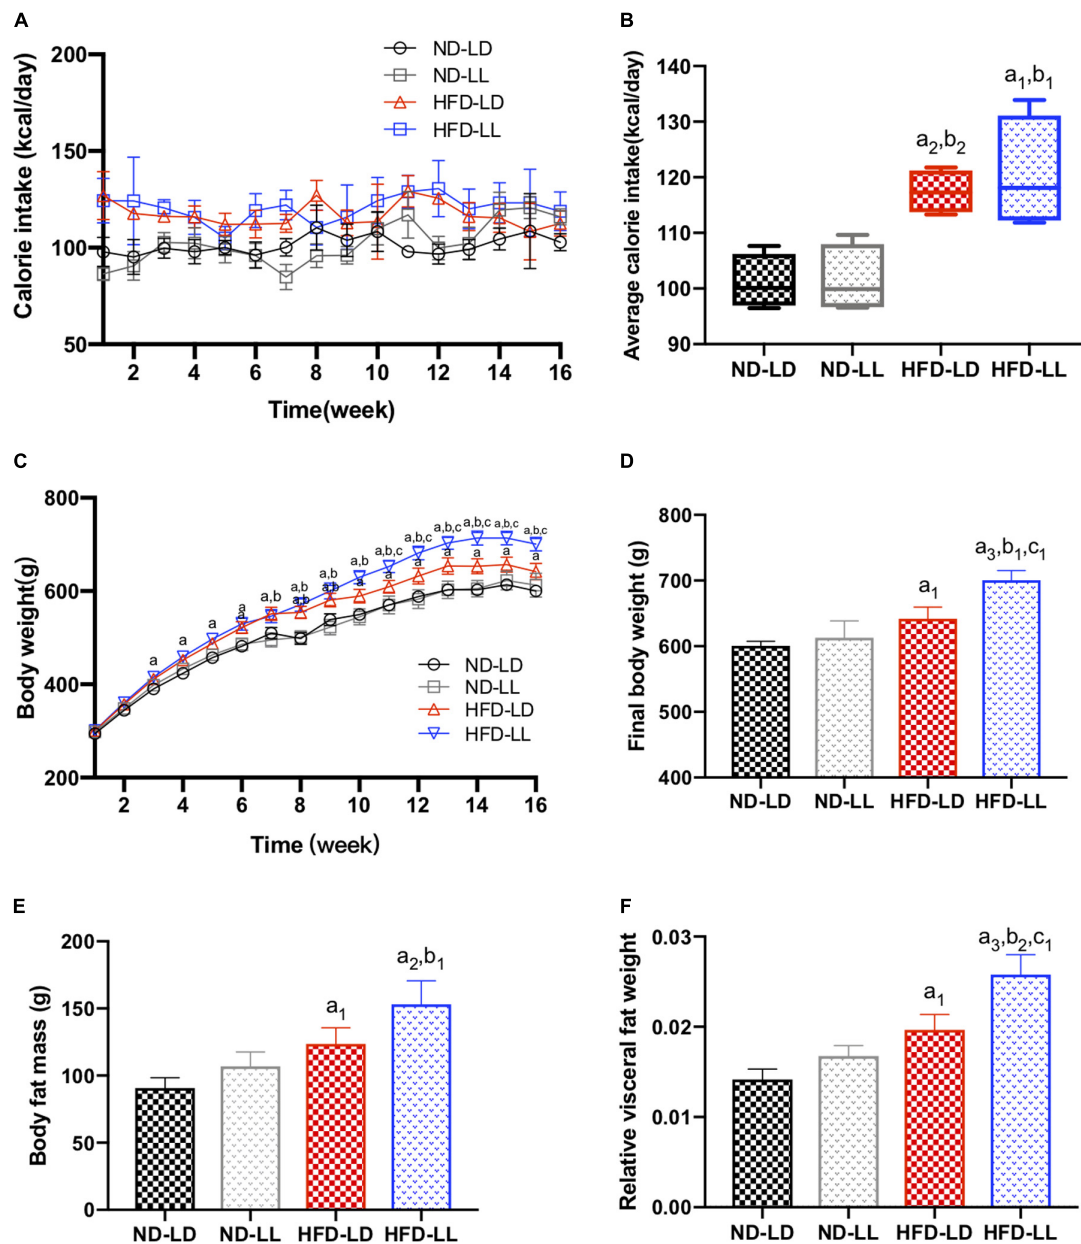 A
Calorie intake (kcal/day)
200
150
100
50
ND-LD
ND-LL
HFD-LD
HFD-LL
2 4 6 8 10 12 14 16
Time(week)
B
Average calorie intake(kcal/day)
140
130
120
110
100
90
a2,b2
a1,b1
ND-LD ND-LL HFD-LD HFD-LL
C
Body weight(g)
800
600
400
200
a a a a a a,b a,b a,b a,b a,b a,b,c a,b,c a,b,c a,b,c a,b,c a,b,c
a a a a a a a
ND-LD
ND-LL
HFD-LD
HFD-LL
2 4 6 8 10 12 14 16
Time (week)
D
Final body weight (g)
800
700
600
500
400
a1
a3,b1,c1
ND-LD ND-LL HFD-LD HFD-LL
E
Body fat mass (g)
200
150
100
50
0
a1
a2,b1
ND-LD ND-LL HFD-LD HFD-LL
F
Relative visceral fat weight
0.03
0.02
0.01
0.00
a1
a3,b2,c1
ND-LD ND-LL HFD-LD HFD-LL